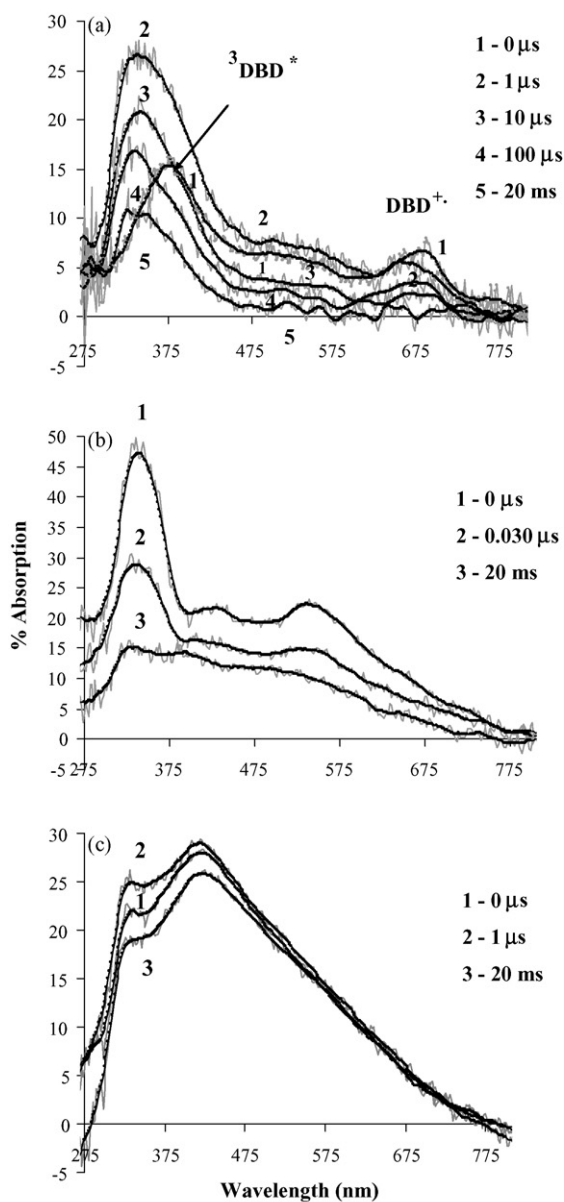 (a)
30
25
20
15
10
5
0
-5
275 375 475 575 675 775
2
3
1
4
5
2
1
3
4
5
1
2
³DBD*
DBD⁺·
1 - 0 μs
2 - 1 μs
3 - 10 μs
4 - 100 μs
5 - 20 ms
(b)
50
45
40
35
30
25
20
15
10
5
0
-5
275 375 475 575 675 775
1
2
3
1 - 0 μs
2 - 0.030 μs
3 - 20 ms
% Absorption
(c)
30
25
20
15
10
5
0
-5
275 375 475 575 675 775
2
1
3
1 - 0 μs
2 - 1 μs
3 - 20 ms
Wavelength (nm)